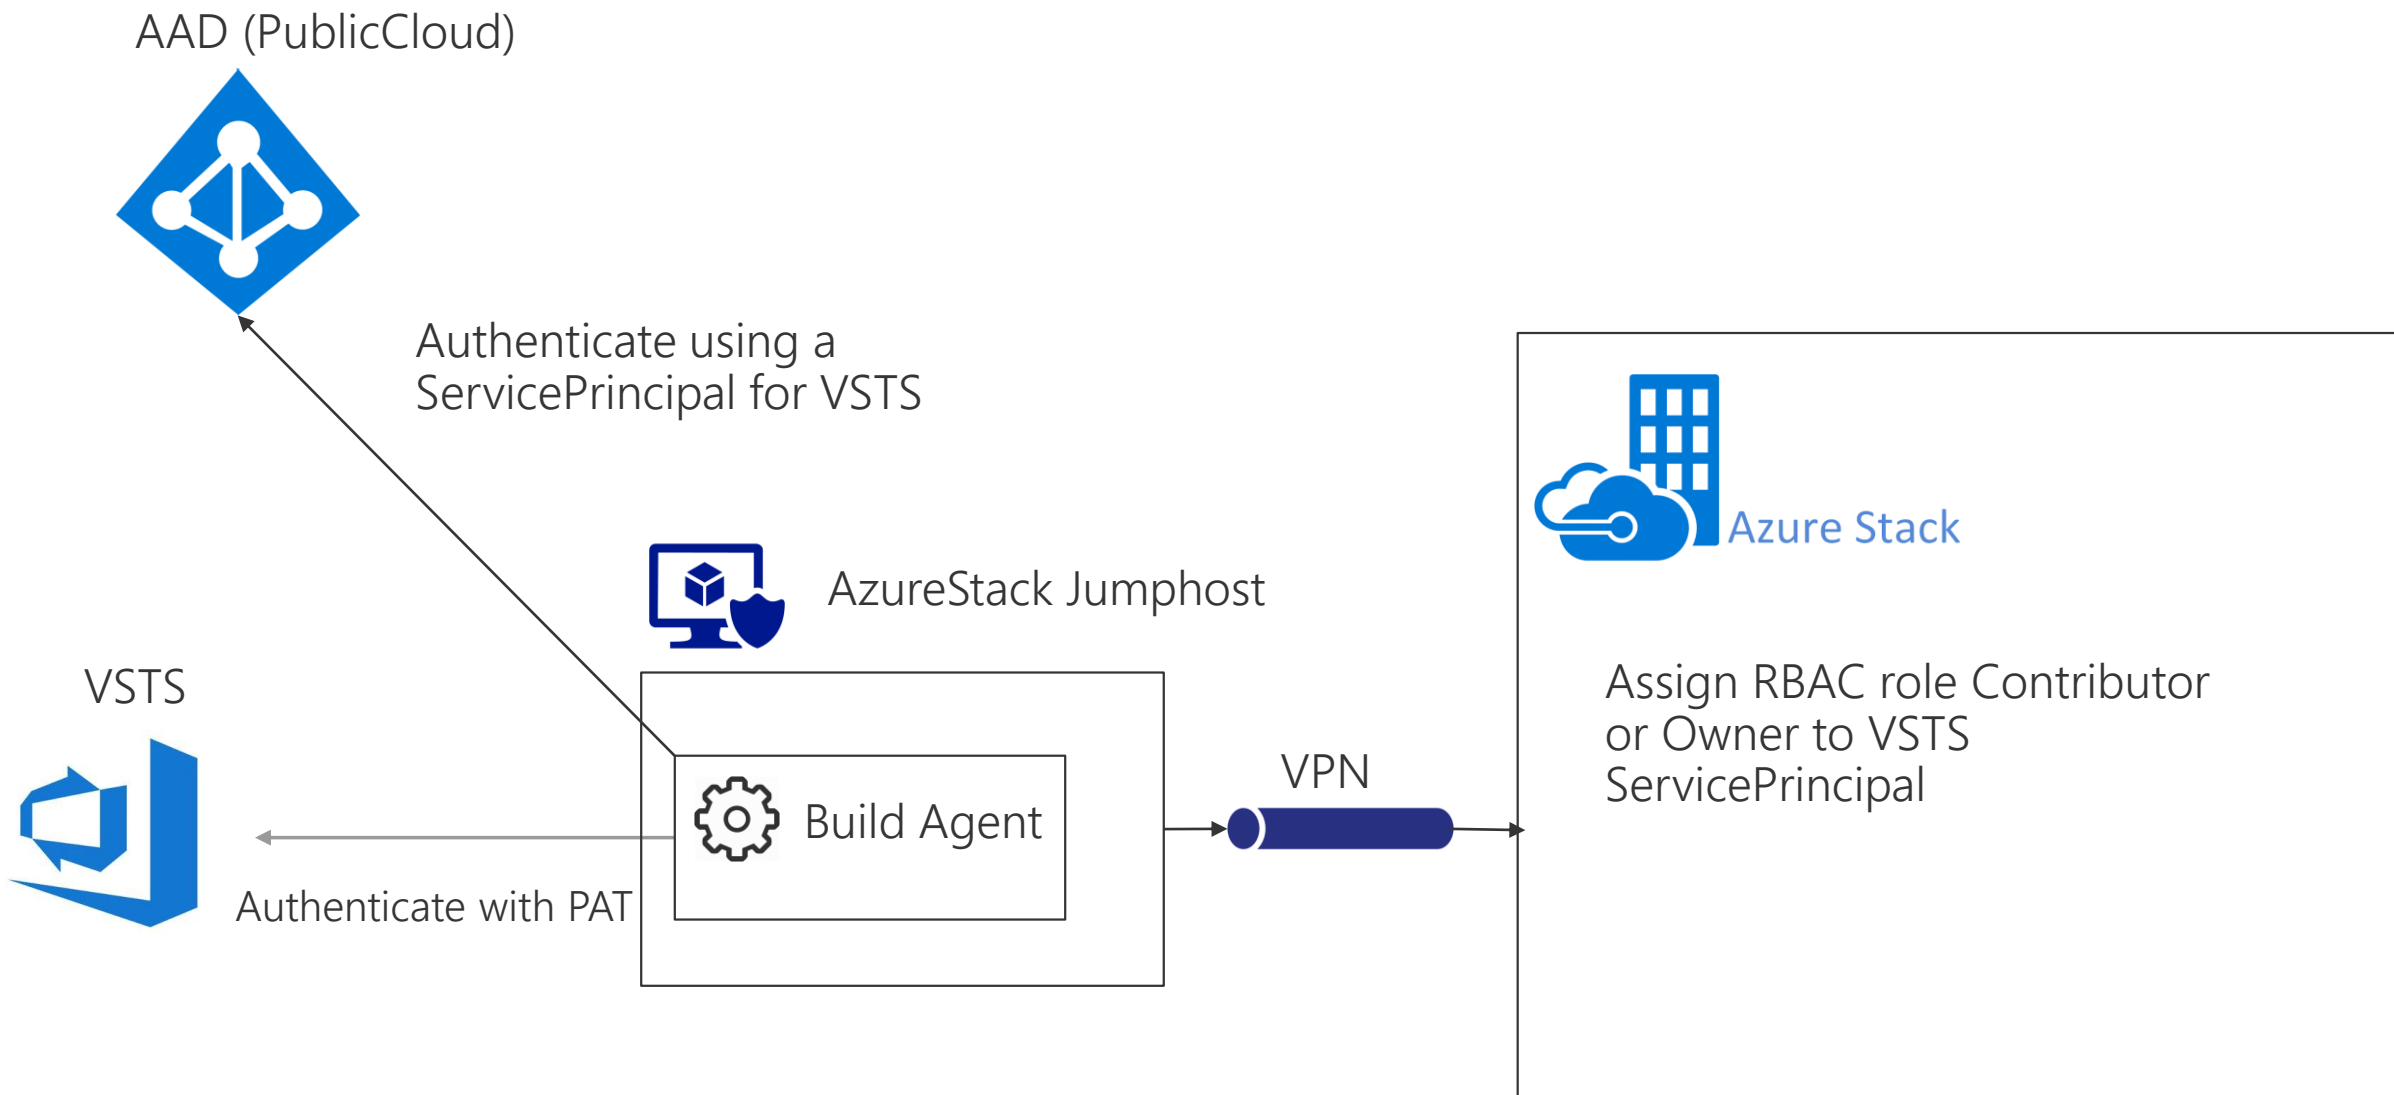 AAD (PublicCloud)
Authenticate using a
ServicePrincipal for VSTS
Azure Stack
AzureStack Jumphost
VSTS
Assign RBAC role Contributor
or Owner to VSTS
ServicePrincipal
VPN
Build Agent
Authenticate with PAT